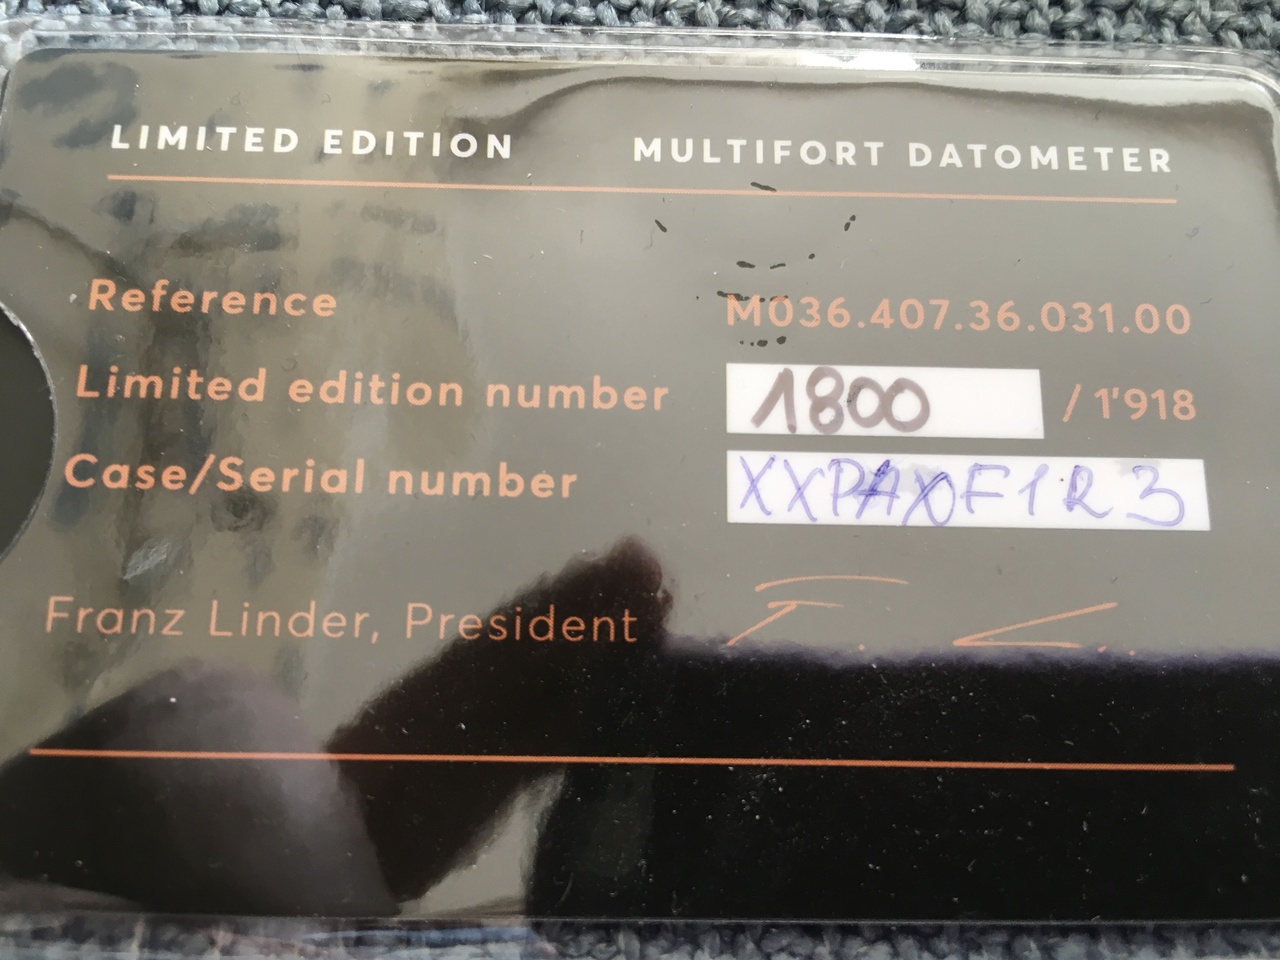 LIMITED EDITION MULTIFORT DATOMETER
Reference M036.407.36.031.00
Limited edition number 1800 / 1'918
Case/Serial number XXPAXF1R3
Franz Linder, President F. L..